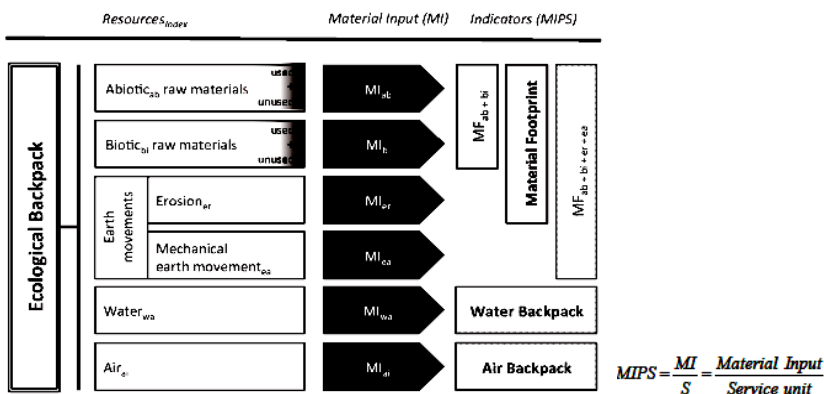 Resources_index Material Input (MI) Indicators (MIPS)
Ecological Backpack
Abiotic_ab raw materials
used
+
unused
MI_ab
Biotic_bi raw materials
used
+
unused
MI_b
Earth
movements
Erosion_er
MI_er
Mechanical
earth movement_ea
MI_ea
Water_wa
MI_wa
Air_ai
MI_ai
MF_ab + bi
Material Footprint
MF_ab + bi + er + ea
Water Backpack
Air Backpack
MIPS = MI / S = Material Input / Service unit